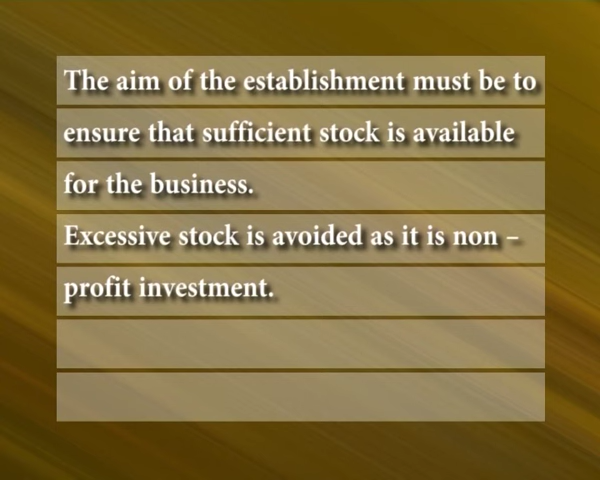 The aim of the establishment must be to
ensure that sufficient stock is available
for the business.
Excessive stock is avoided as it is non –
profit investment.